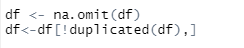 df <- na.omit(df)
df<-df[!duplicated(df),]